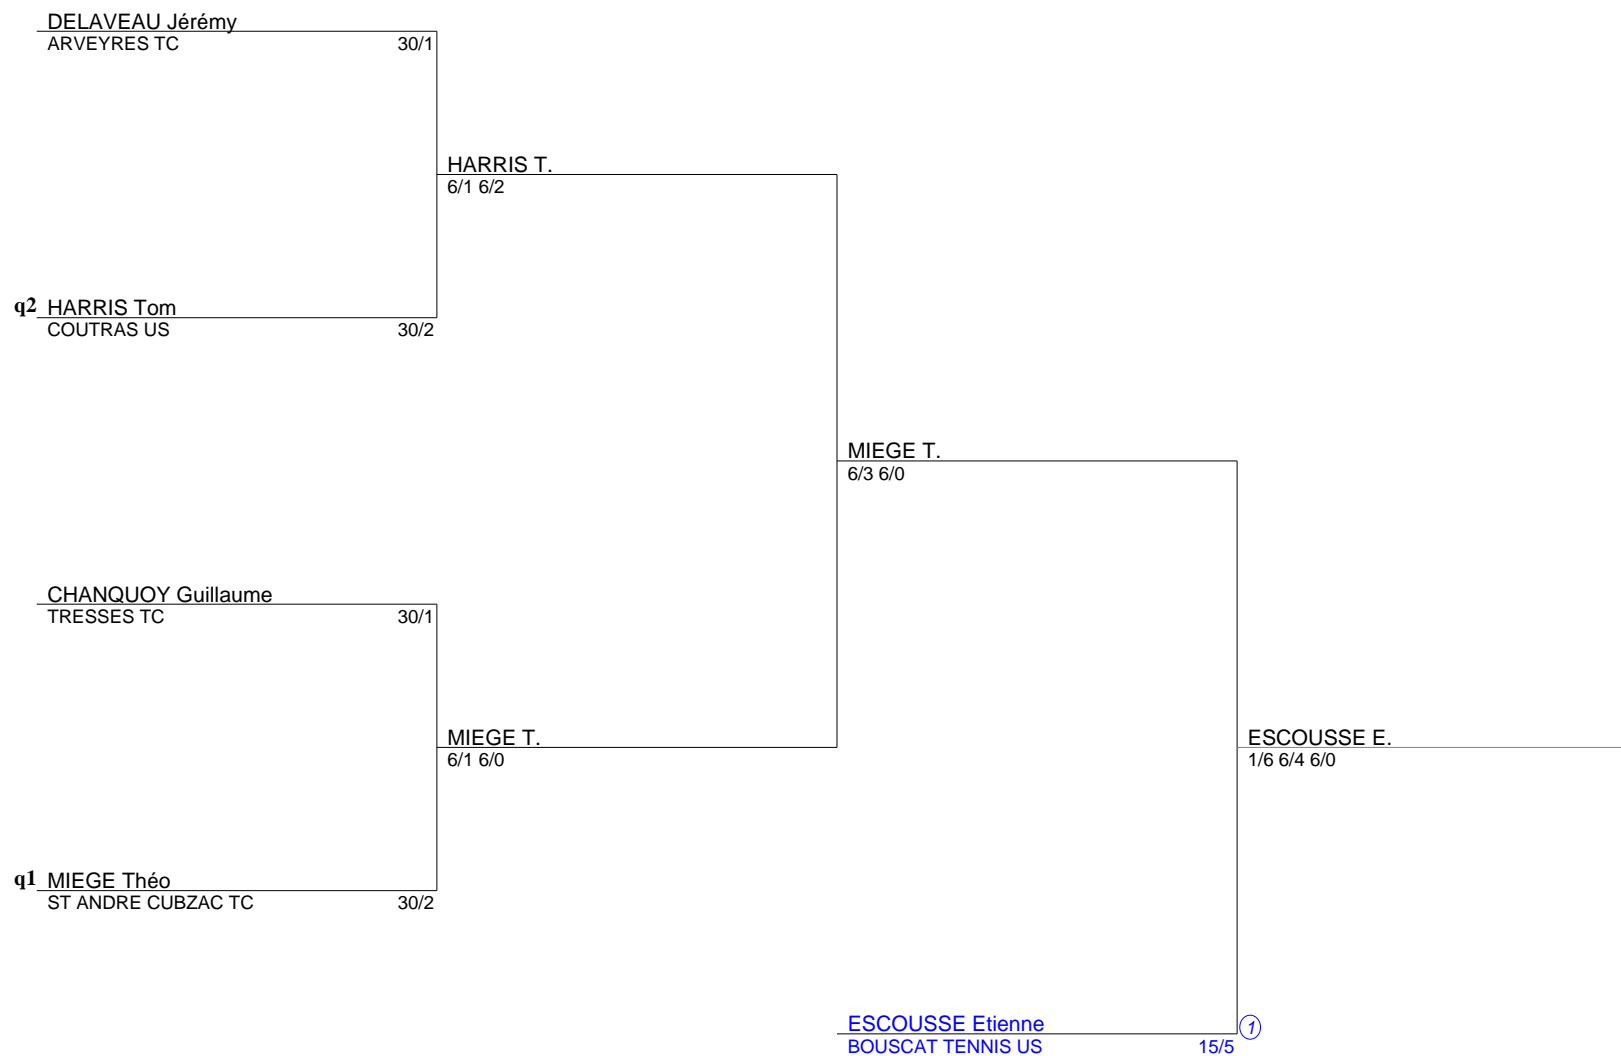 DELAVEAU Jérémy
ARVEYRES TC 30/1
HARRIS T.
6/1 6/2
q2 HARRIS Tom
COUTRAS US 30/2
MIEGE T.
6/3 6/0
CHANQUOY Guillaume
TRESSES TC 30/1
MIEGE T.
6/1 6/0
ESCOUSSE E.
1/6 6/4 6/0
q1 MIEGE Théo
ST ANDRE CUBZAC TC 30/2
ESCOUSSE Etienne 1
BOUSCAT TENNIS US 15/5